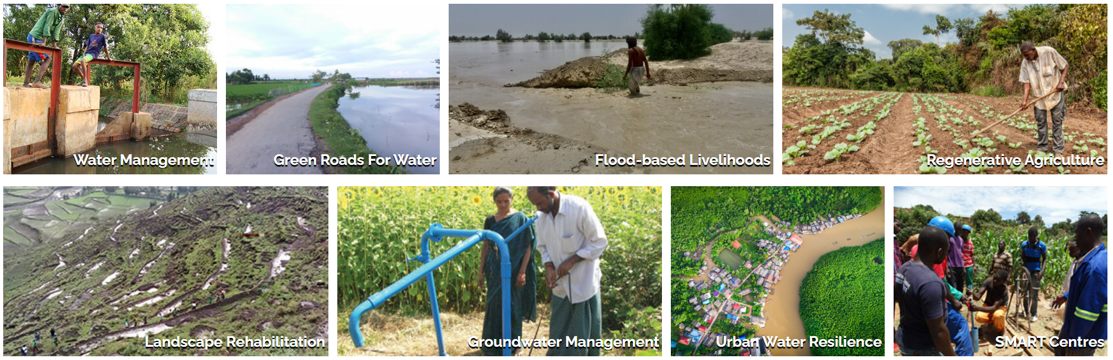 Water Management
Green Roads For Water
Flood-based Livelihoods
Regenerative Agriculture
Landscape Rehabilitation
Groundwater Management
Urban Water Resilience
SMART Centres